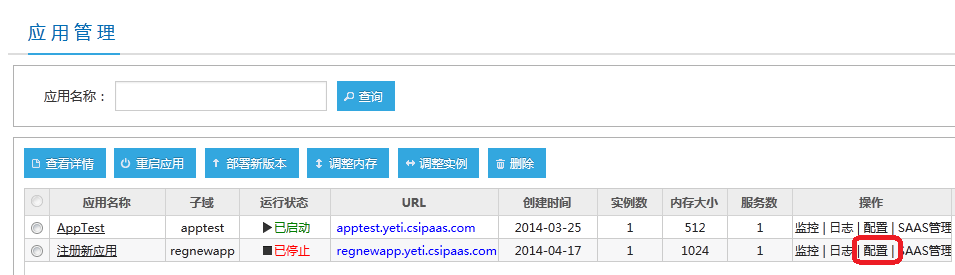 应用管理
应用名称： 查询
查看详情 重启应用 部署新版本 调整内存 调整实例 删除
应用名称 子域 运行状态 URL 创建时间 实例数 内存大小 服务数 操作
AppTest apptest 已启动 apptest.yeti.csipaas.com 2014-03-25 1 512 1 监控 | 日志 | 配置 | SAAS管理
注册新应用 regnewapp 已停止 regnewapp.yeti.csipaas.com 2014-04-17 1 1024 1 监控 | 日志 | 配置 | SAAS管理